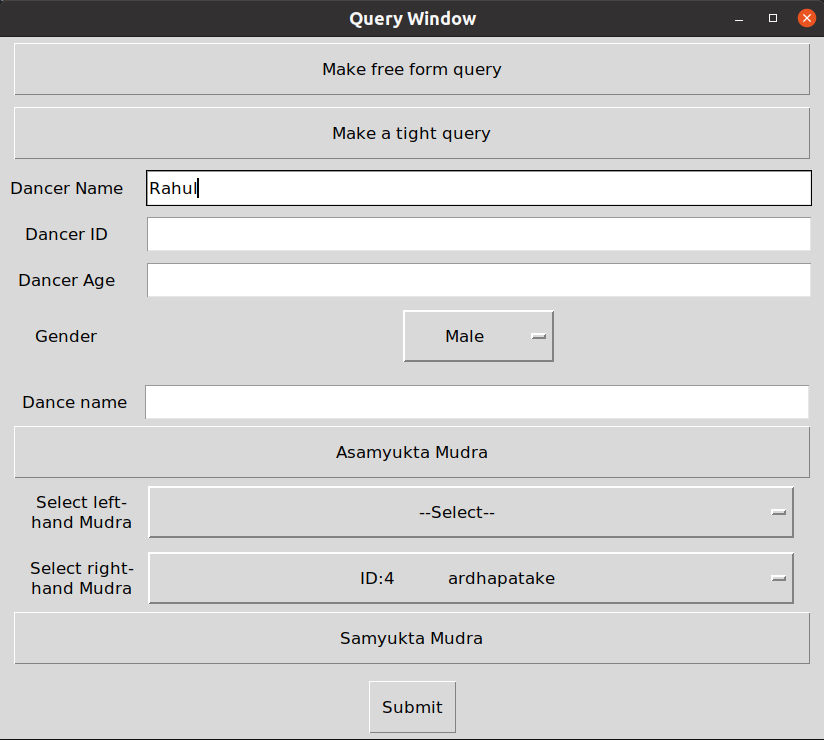 Query Window
Make free form query
Make a tight query
Dancer Name Rahul
Dancer ID
Dancer Age
Gender Male
Dance name
Asamyukta Mudra
Select left-
hand Mudra
--Select--
Select right-
hand Mudra
ID:4 ardhapatake
Samyukta Mudra
Submit